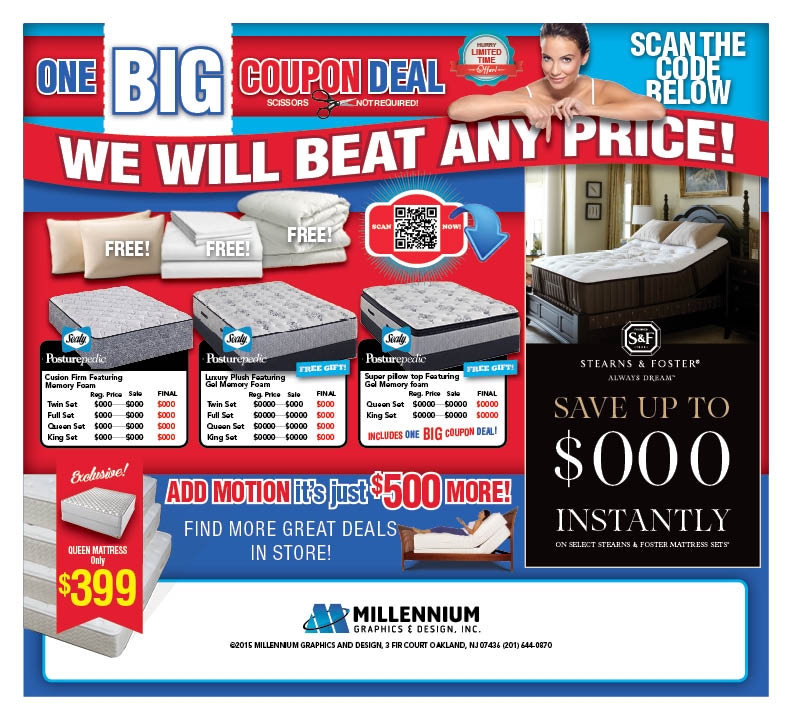 ONE BIG COUPON DEAL
SCISSORS NOT REQUIRED!
HURRY
LIMITED
TIME
Offer!
SCAN THE
CODE
BELOW
WE WILL BEAT ANY PRICE!
FREE!
FREE!
FREE!
SCAN NOW!
Sealy
Posturepedic
Cusion Firm Featuring
Memory Foam
Reg. Price Sale FINAL
Twin Set $000 $000 $000
Full Set $000 $000 $000
Queen Set $000 $000 $000
King Set $000 $000 $000
Sealy
Posturepedic
FREE GIFT!
Luxury Plush Featuring
Gel Memory Foam
Reg. Price Sale FINAL
Twin Set $0000 $000 $000
Full Set $0000 $0000 $000
Queen Set $0000 $0000 $000
King Set $0000 $0000 $000
Sealy
Posturepedic
FREE GIFT!
Super pillow top Featuring
Gel Memory foam
Reg. Price Sale FINAL
Queen Set $0000 $0000 $0000
King Set $0000 $0000 $0000
INCLUDES ONE BIG COUPON DEAL!
S&F
STEARNS & FOSTER®
ALWAYS DREAM™
SAVE UP TO
$000
INSTANTLY
ON SELECT STEARNS & FOSTER MATTRESS SETS*
Exclusive!
QUEEN MATTRESS
Only
$399
ADD MOTION it's just $500 MORE!
FIND MORE GREAT DEALS
IN STORE!
MILLENNIUM
GRAPHICS & DESIGN, INC.
©2015 MILLENNIUM GRAPHICS AND DESIGN, 3 FIR COURT OAKLAND, NJ 07436 (201) 644-0870